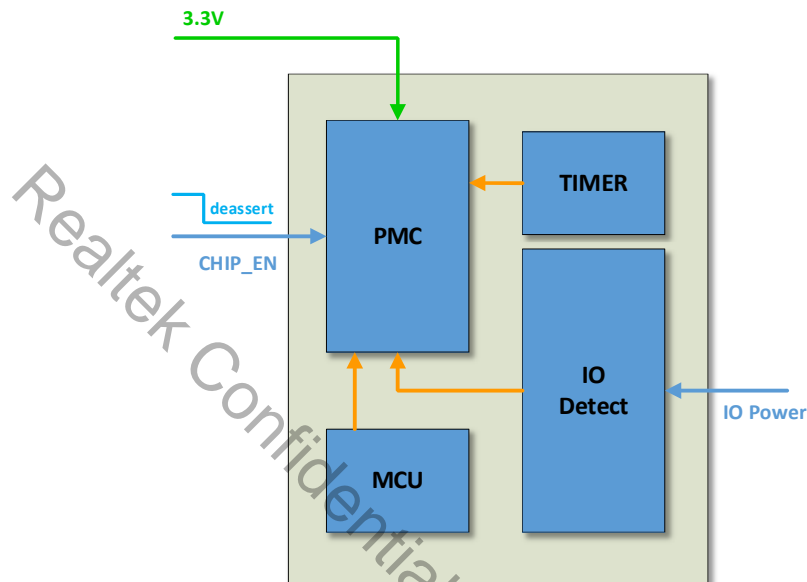 3.3V
deassert
CHIP_EN
PMC
TIMER
IO
Detect
IO Power
MCU
Realtek Confidential